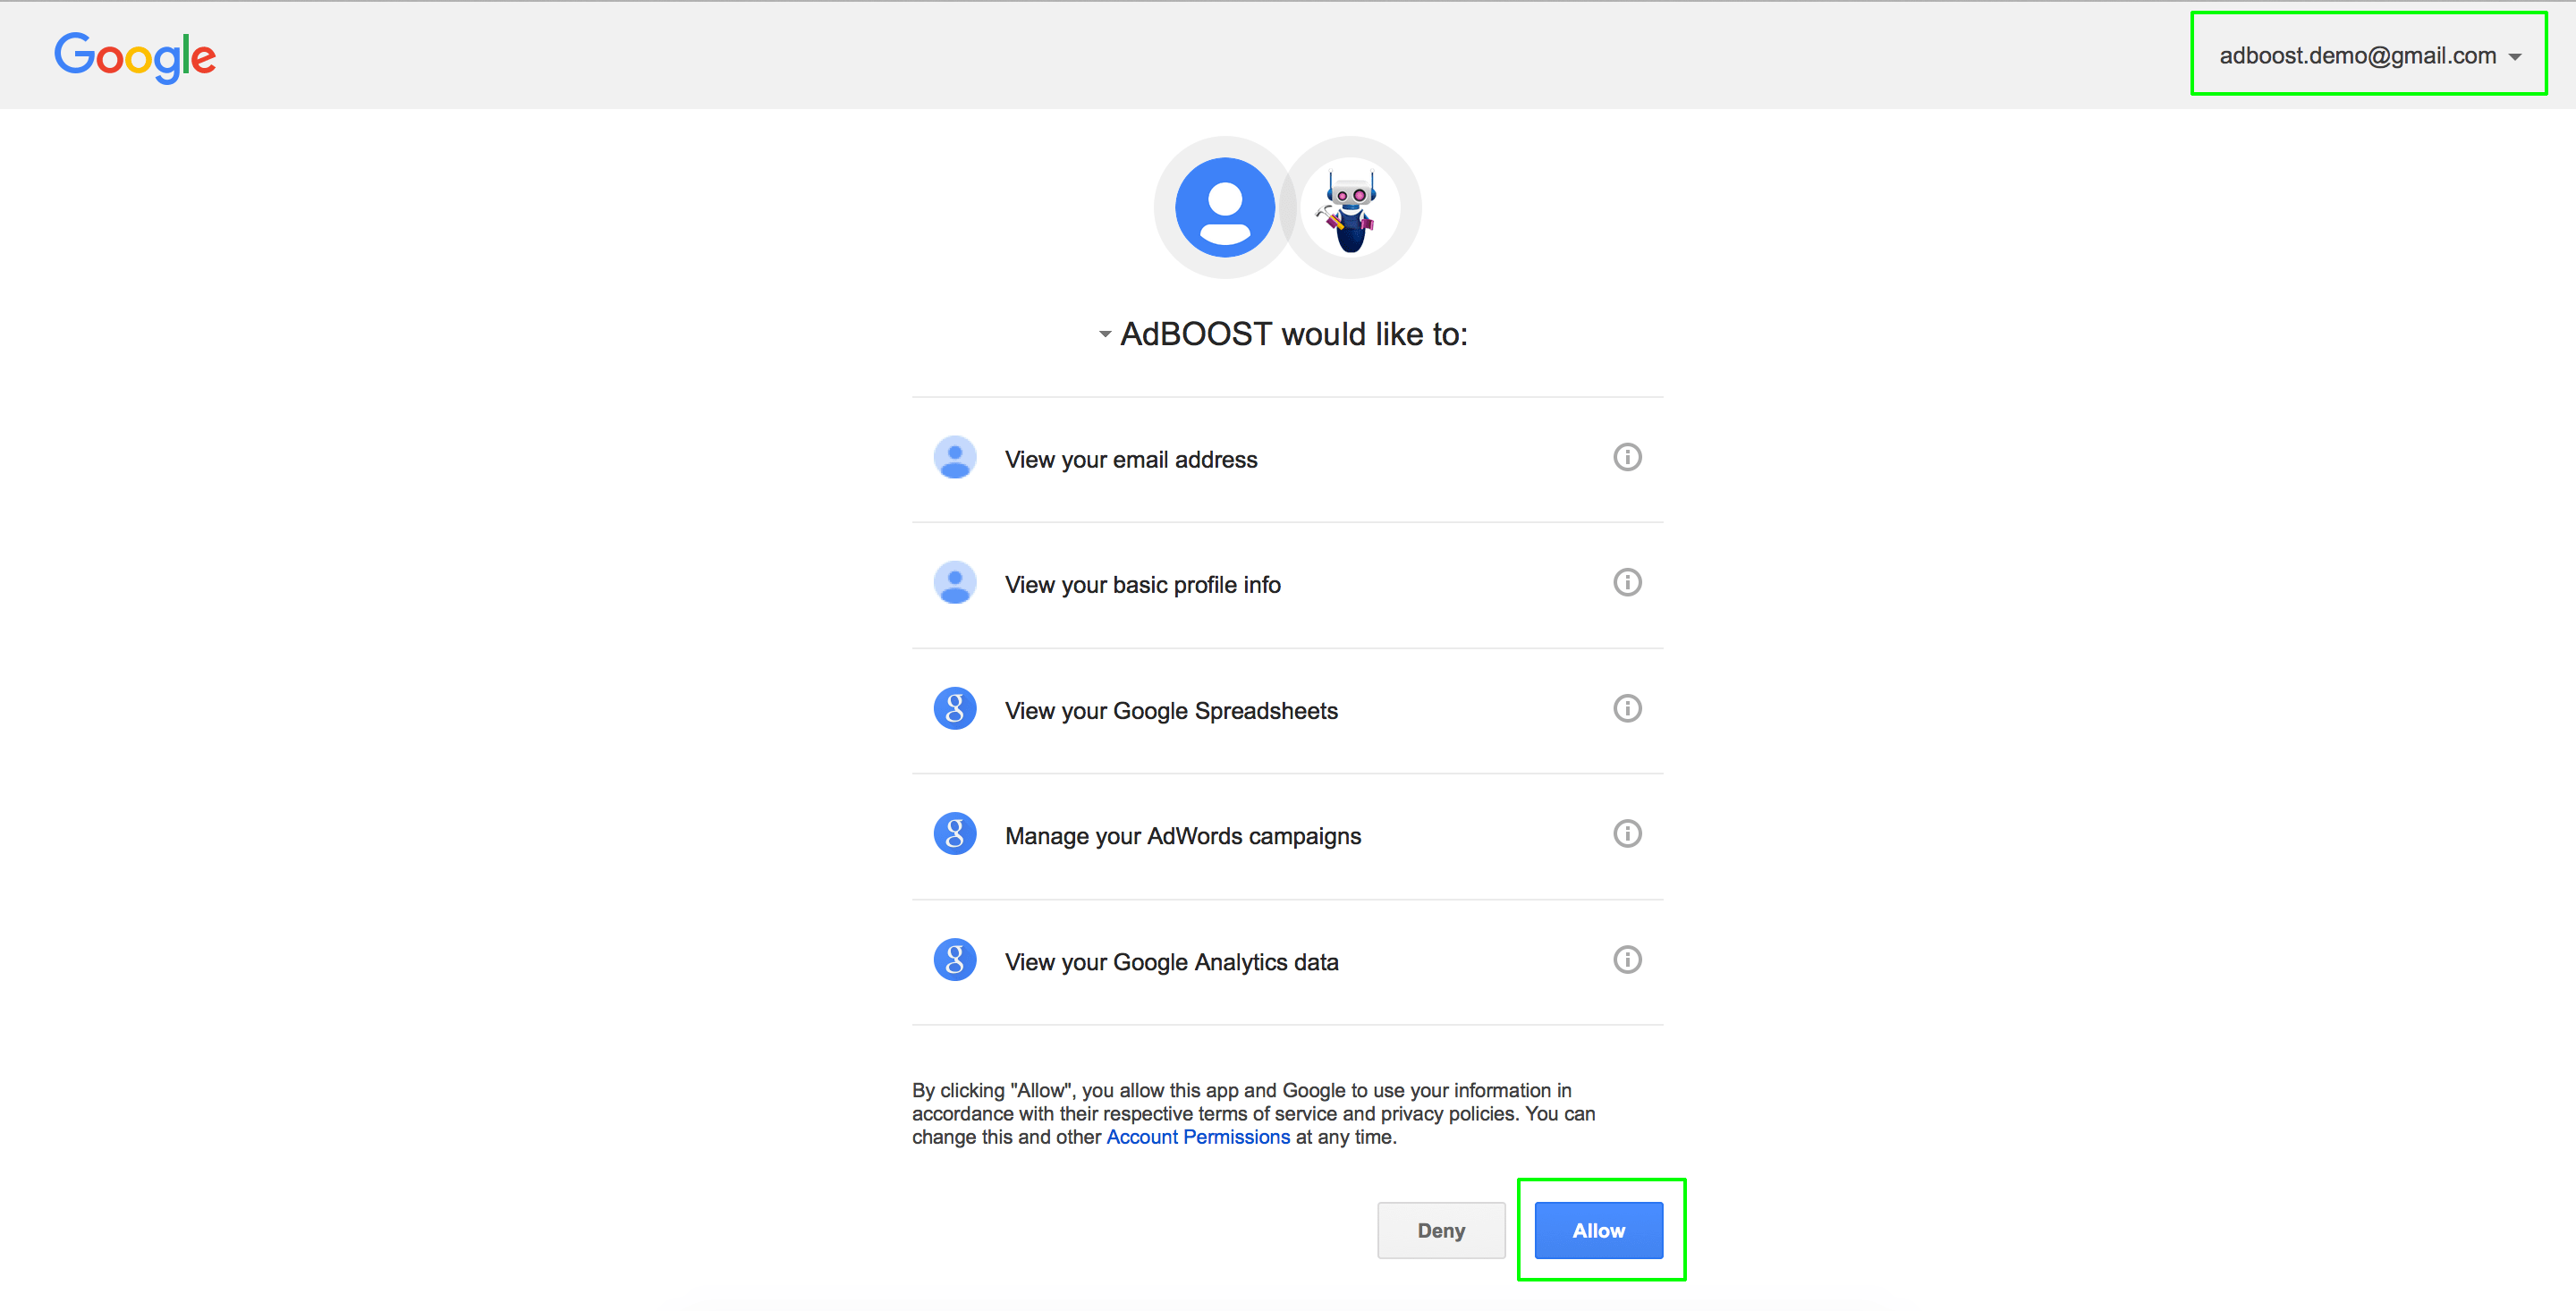 Google
adboost.demo@gmail.com
AdBOOST would like to:
View your email address
View your basic profile info
View your Google Spreadsheets
Manage your AdWords campaigns
View your Google Analytics data
By clicking "Allow", you allow this app and Google to use your information in
accordance with their respective terms of service and privacy policies. You can
change this and other Account Permissions at any time.
Deny
Allow